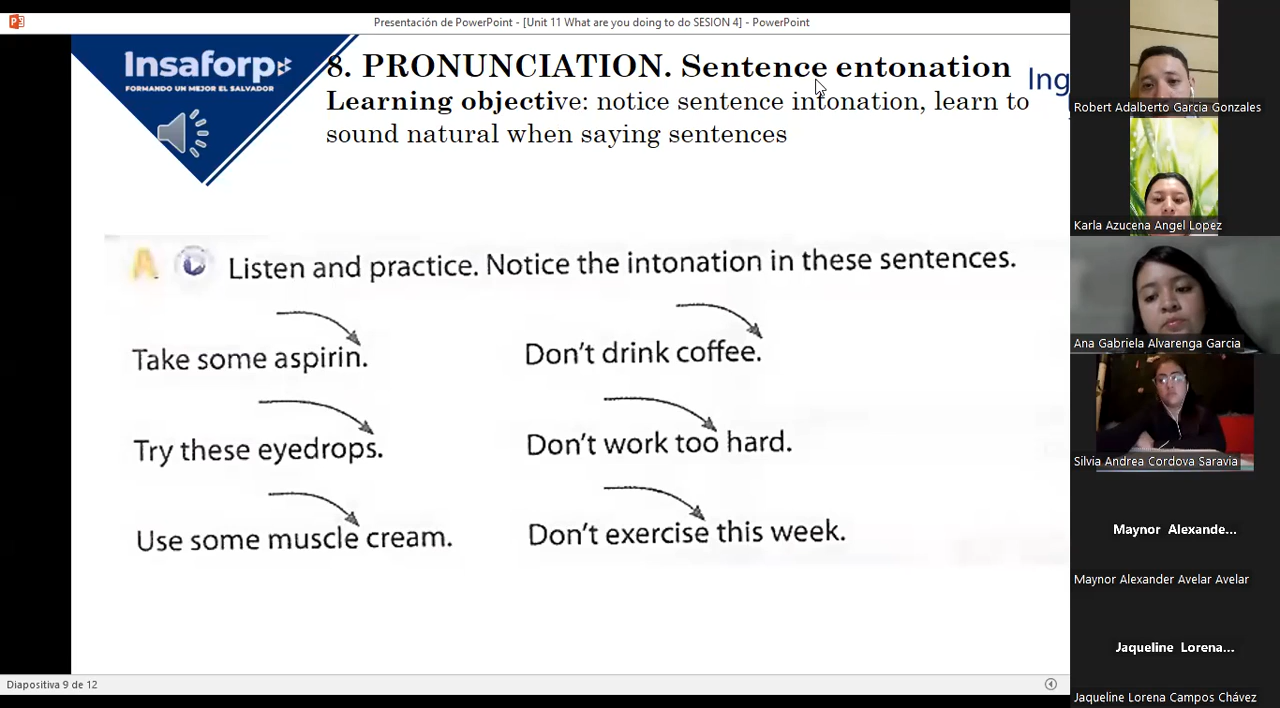 Presentación de PowerPoint - [Unit 11 What are you doing to do SESION 4] - PowerPoint
Insaforp
FORMANDO UN MEJOR EL SALVADOR
8. PRONUNCIATION. Sentence entonation
Ing
Learning objective: notice sentence intonation, learn to
sound natural when saying sentences
A Listen and practice. Notice the intonation in these sentences.
Take some aspirin.
Don't drink coffee.
Try these eyedrops.
Don't work too hard.
Use some muscle cream.
Don't exercise this week.
Diapositiva 9 de 12
Robert Adalberto Garcia Gonzales
Karla Azucena Angel Lopez
Ana Gabriela Alvarenga Garcia
Silvia Andrea Cordova Saravia
Maynor Alexande...
Maynor Alexander Avelar Avelar
Jaqueline Lorena...
Jaqueline Lorena Campos Chávez